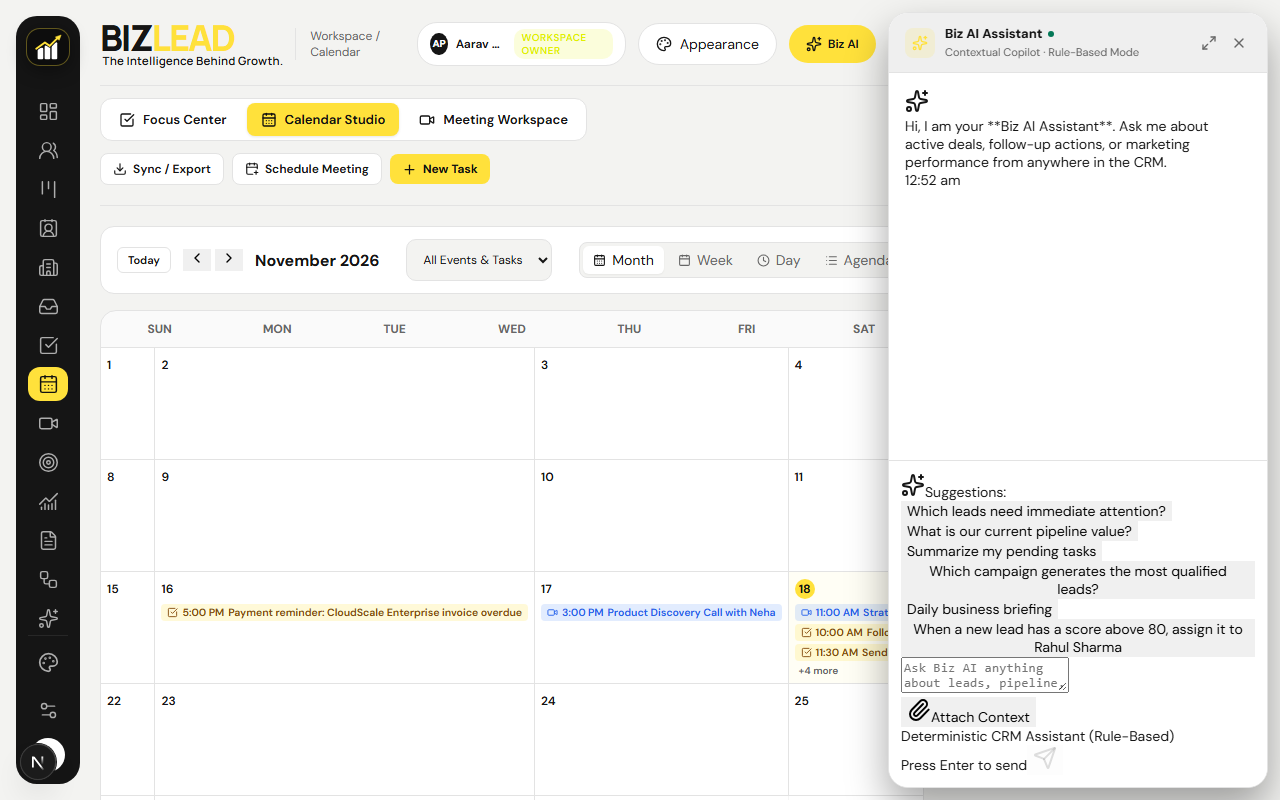 BIZLEAD
The Intelligence Behind Growth.
Workspace /
Calendar
AP
Aarav ...
WORKSPACE
OWNER
Appearance
Biz AI
Focus Center
Calendar Studio
Meeting Workspace
Sync / Export
Schedule Meeting
+ New Task
Today
November 2026
All Events & Tasks
Month
Week
Day
Agenda
SUN
MON
TUE
WED
THU
FRI
SAT
1
2
3
4
8
9
10
11
15
16
17
18
5:00 PM Payment reminder: CloudScale Enterprise invoice overdue
3:00 PM Product Discovery Call with Neha
11:00 AM Strat
10:00 AM Follo
11:30 AM Send
+4 more
22
23
24
25
N
Biz AI Assistant
Contextual Copilot · Rule-Based Mode
Hi, I am your **Biz AI Assistant**. Ask me about
active deals, follow-up actions, or marketing
performance from anywhere in the CRM.
12:52 am
Suggestions:
Which leads need immediate attention?
What is our current pipeline value?
Summarize my pending tasks
Which campaign generates the most qualified
leads?
Daily business briefing
When a new lead has a score above 80, assign it to
Rahul Sharma
Ask Biz AI anything
about leads, pipeline,
Attach Context
Deterministic CRM Assistant (Rule-Based)
Press Enter to send